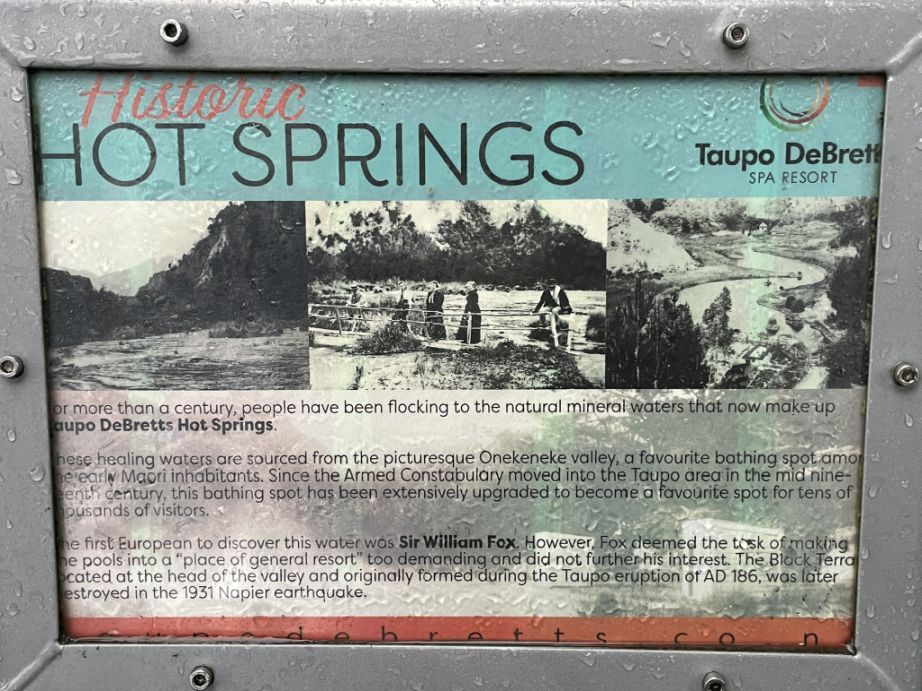 Historic
HOT SPRINGS
Taupo DeBrett
SPA RESORT
or more than a century, people have been flocking to the natural mineral waters that now make up
aupo DeBretts Hot Springs.
hese healing waters are sourced from the picturesque Onekeneke valley, a favourite bathing spot amon
he early Maori inhabitants. Since the Armed Constabulary moved into the Taupo area in the mid nine-
eenth century, this bathing spot has been extensively upgraded to become a favourite spot for tens of
housands of visitors.
he first European to discover this water was Sir William Fox. However, Fox deemed the task of making
he pools into a "place of general resort" too demanding and did not further his interest. The Black Terra
ocated at the head of the valley and originally formed during the Taupo eruption of AD 186, was later
estroyed in the 1931 Napier earthquake.
a u p o d e b r e t t s . c o . n